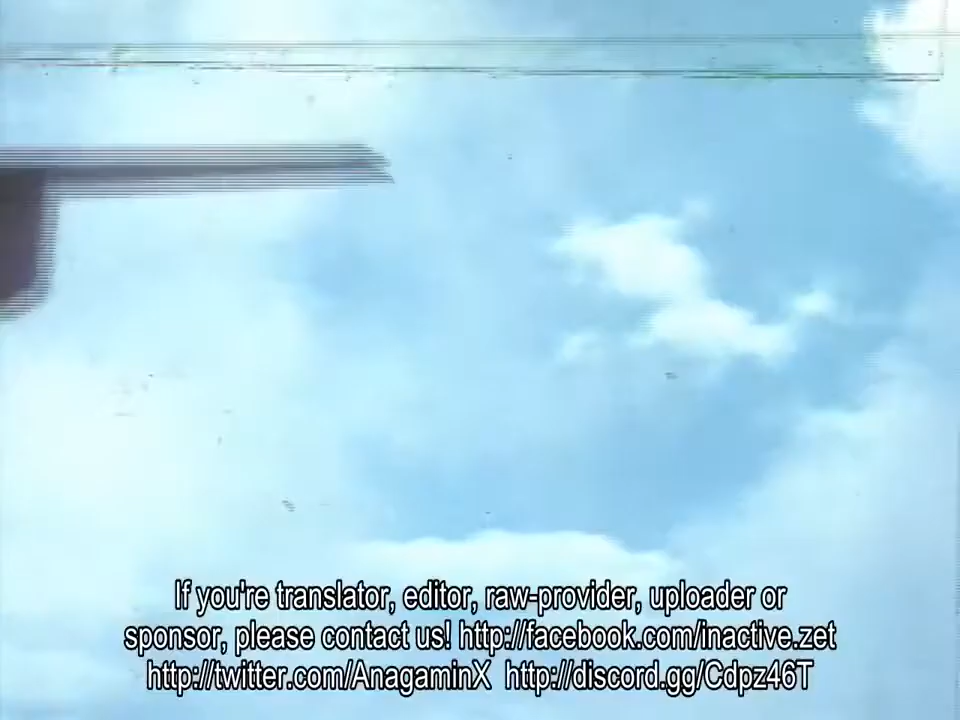 If you're translator, editor, raw-provider, uploader or
sponsor, please contact us! http://facebook.com/inactive.zet
http://twitter.com/AnagaminX  http://discord.gg/Cdpz46T